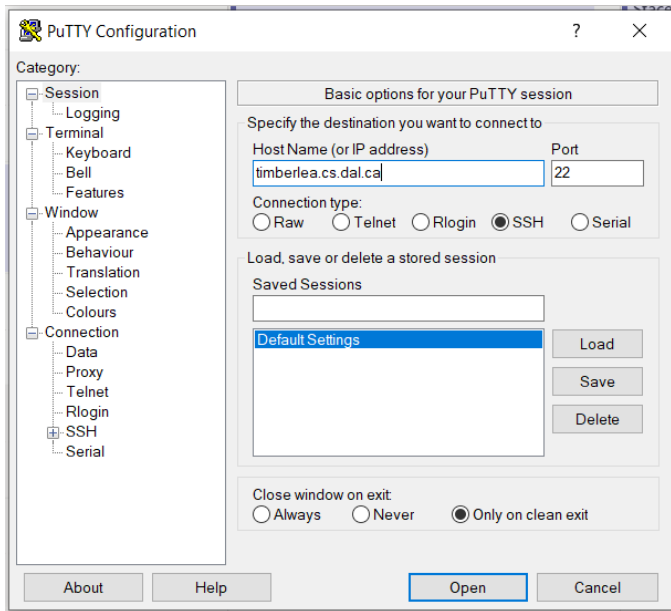 PuTTY Configuration
?
Category:
Session
Logging
Terminal
Keyboard
Bell
Features
Window
Appearance
Behaviour
Translation
Selection
Colours
Connection
Data
Proxy
Telnet
Rlogin
SSH
Serial
Basic options for your PuTTY session
Specify the destination you want to connect to
Host Name (or IP address) Port
timberlea.cs.dal.ca 22
Connection type:
Raw Telnet Rlogin SSH Serial
Load, save or delete a stored session
Saved Sessions
Default Settings
Load
Save
Delete
Close window on exit:
Always Never Only on clean exit
About Help Open Cancel